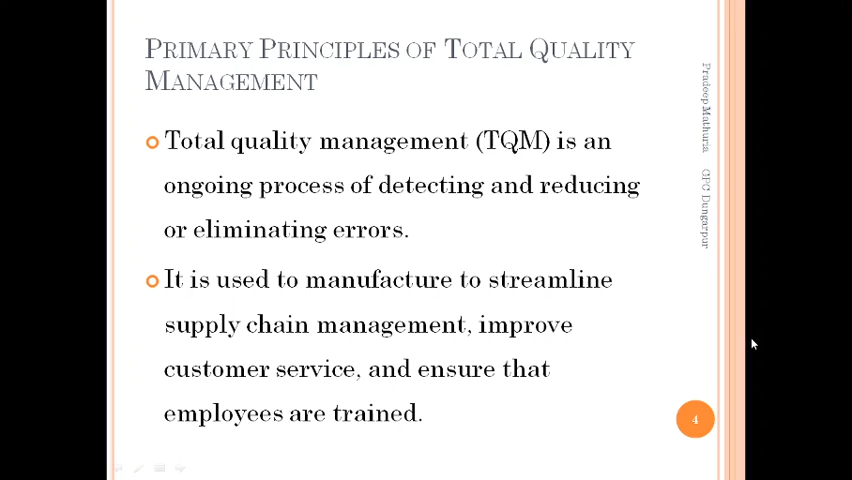 PRIMARY PRINCIPLES OF TOTAL QUALITY
MANAGEMENT
Total quality management (TQM) is an
ongoing process of detecting and reducing
or eliminating errors.
It is used to manufacture to streamline
supply chain management, improve
customer service, and ensure that
employees are trained.
Pradeep Mathuria GPC Dungarpur
4